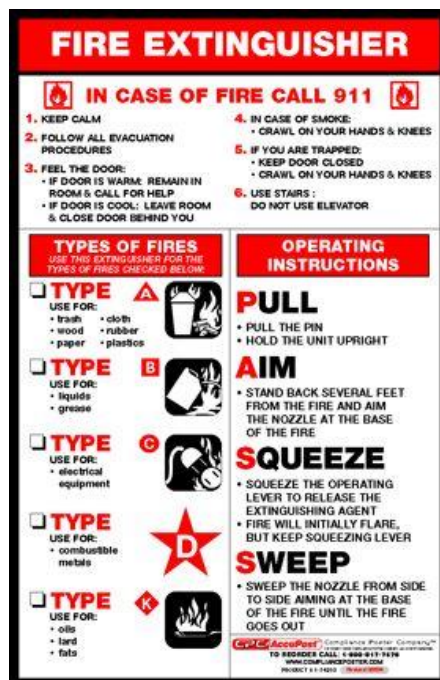 FIRE EXTINGUISHER
IN CASE OF FIRE CALL 911
1. KEEP CALM
2. FOLLOW ALL EVACUATION
PROCEDURES
3. FEEL THE DOOR:
• IF DOOR IS WARM: REMAIN IN
ROOM & CALL FOR HELP
• IF DOOR IS COOL: LEAVE ROOM
& CLOSE DOOR BEHIND YOU
4. IN CASE OF SMOKE:
• CRAWL ON YOUR HANDS & KNEES
5. IF YOU ARE TRAPPED:
• KEEP DOOR CLOSED
• CRAWL ON YOUR HANDS & KNEES
6. USE STAIRS :
DO NOT USE ELEVATOR
TYPES OF FIRES
USE THIS EXTINGUISHER FOR THE
TYPES OF FIRES CHECKED BELOW:
TYPE A
USE FOR:
• trash • cloth
• wood • rubber
• paper • plastics
TYPE B
USE FOR:
• liquids
• grease
TYPE C
USE FOR:
• electrical
equipment
TYPE D
USE FOR:
• combustible
metals
TYPE K
USE FOR:
• oils
• lard
• fats
OPERATING
INSTRUCTIONS
PULL
• PULL THE PIN
• HOLD THE UNIT UPRIGHT
AIM
• STAND BACK SEVERAL FEET
FROM THE FIRE AND AIM
THE NOZZLE AT THE BASE
OF THE FIRE
SQUEEZE
• SQUEEZE THE OPERATING
LEVER TO RELEASE THE
EXTINGUISHING AGENT
• FIRE WILL INITIALLY FLARE,
BUT KEEP SQUEEZING LEVER
SWEEP
• SWEEP THE NOZZLE FROM SIDE
TO SIDE AIMING AT THE BASE
OF THE FIRE UNTIL THE FIRE
GOES OUT
CPC AccuPost Compliance Poster Company
TO REORDER CALL:
WWW.COMPLIANCEPOSTER.COM
PRODUCT